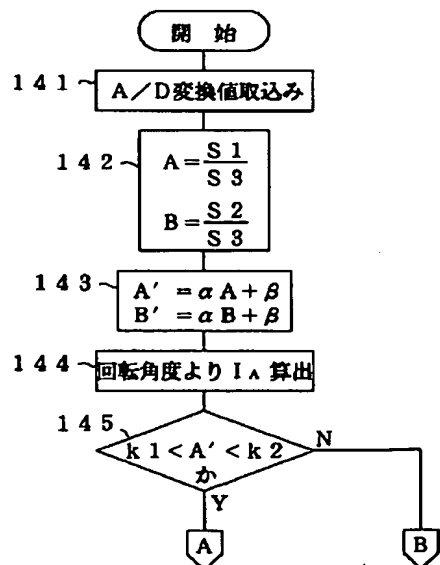 開 始
141
A/D変換値取込み
142
A=S1/S3
B=S2/S3
143
A′ =αA+β
B′ =αB+β
144
回転角度よりIA算出
145
k1<A′<k2
か
N
Y
A
B